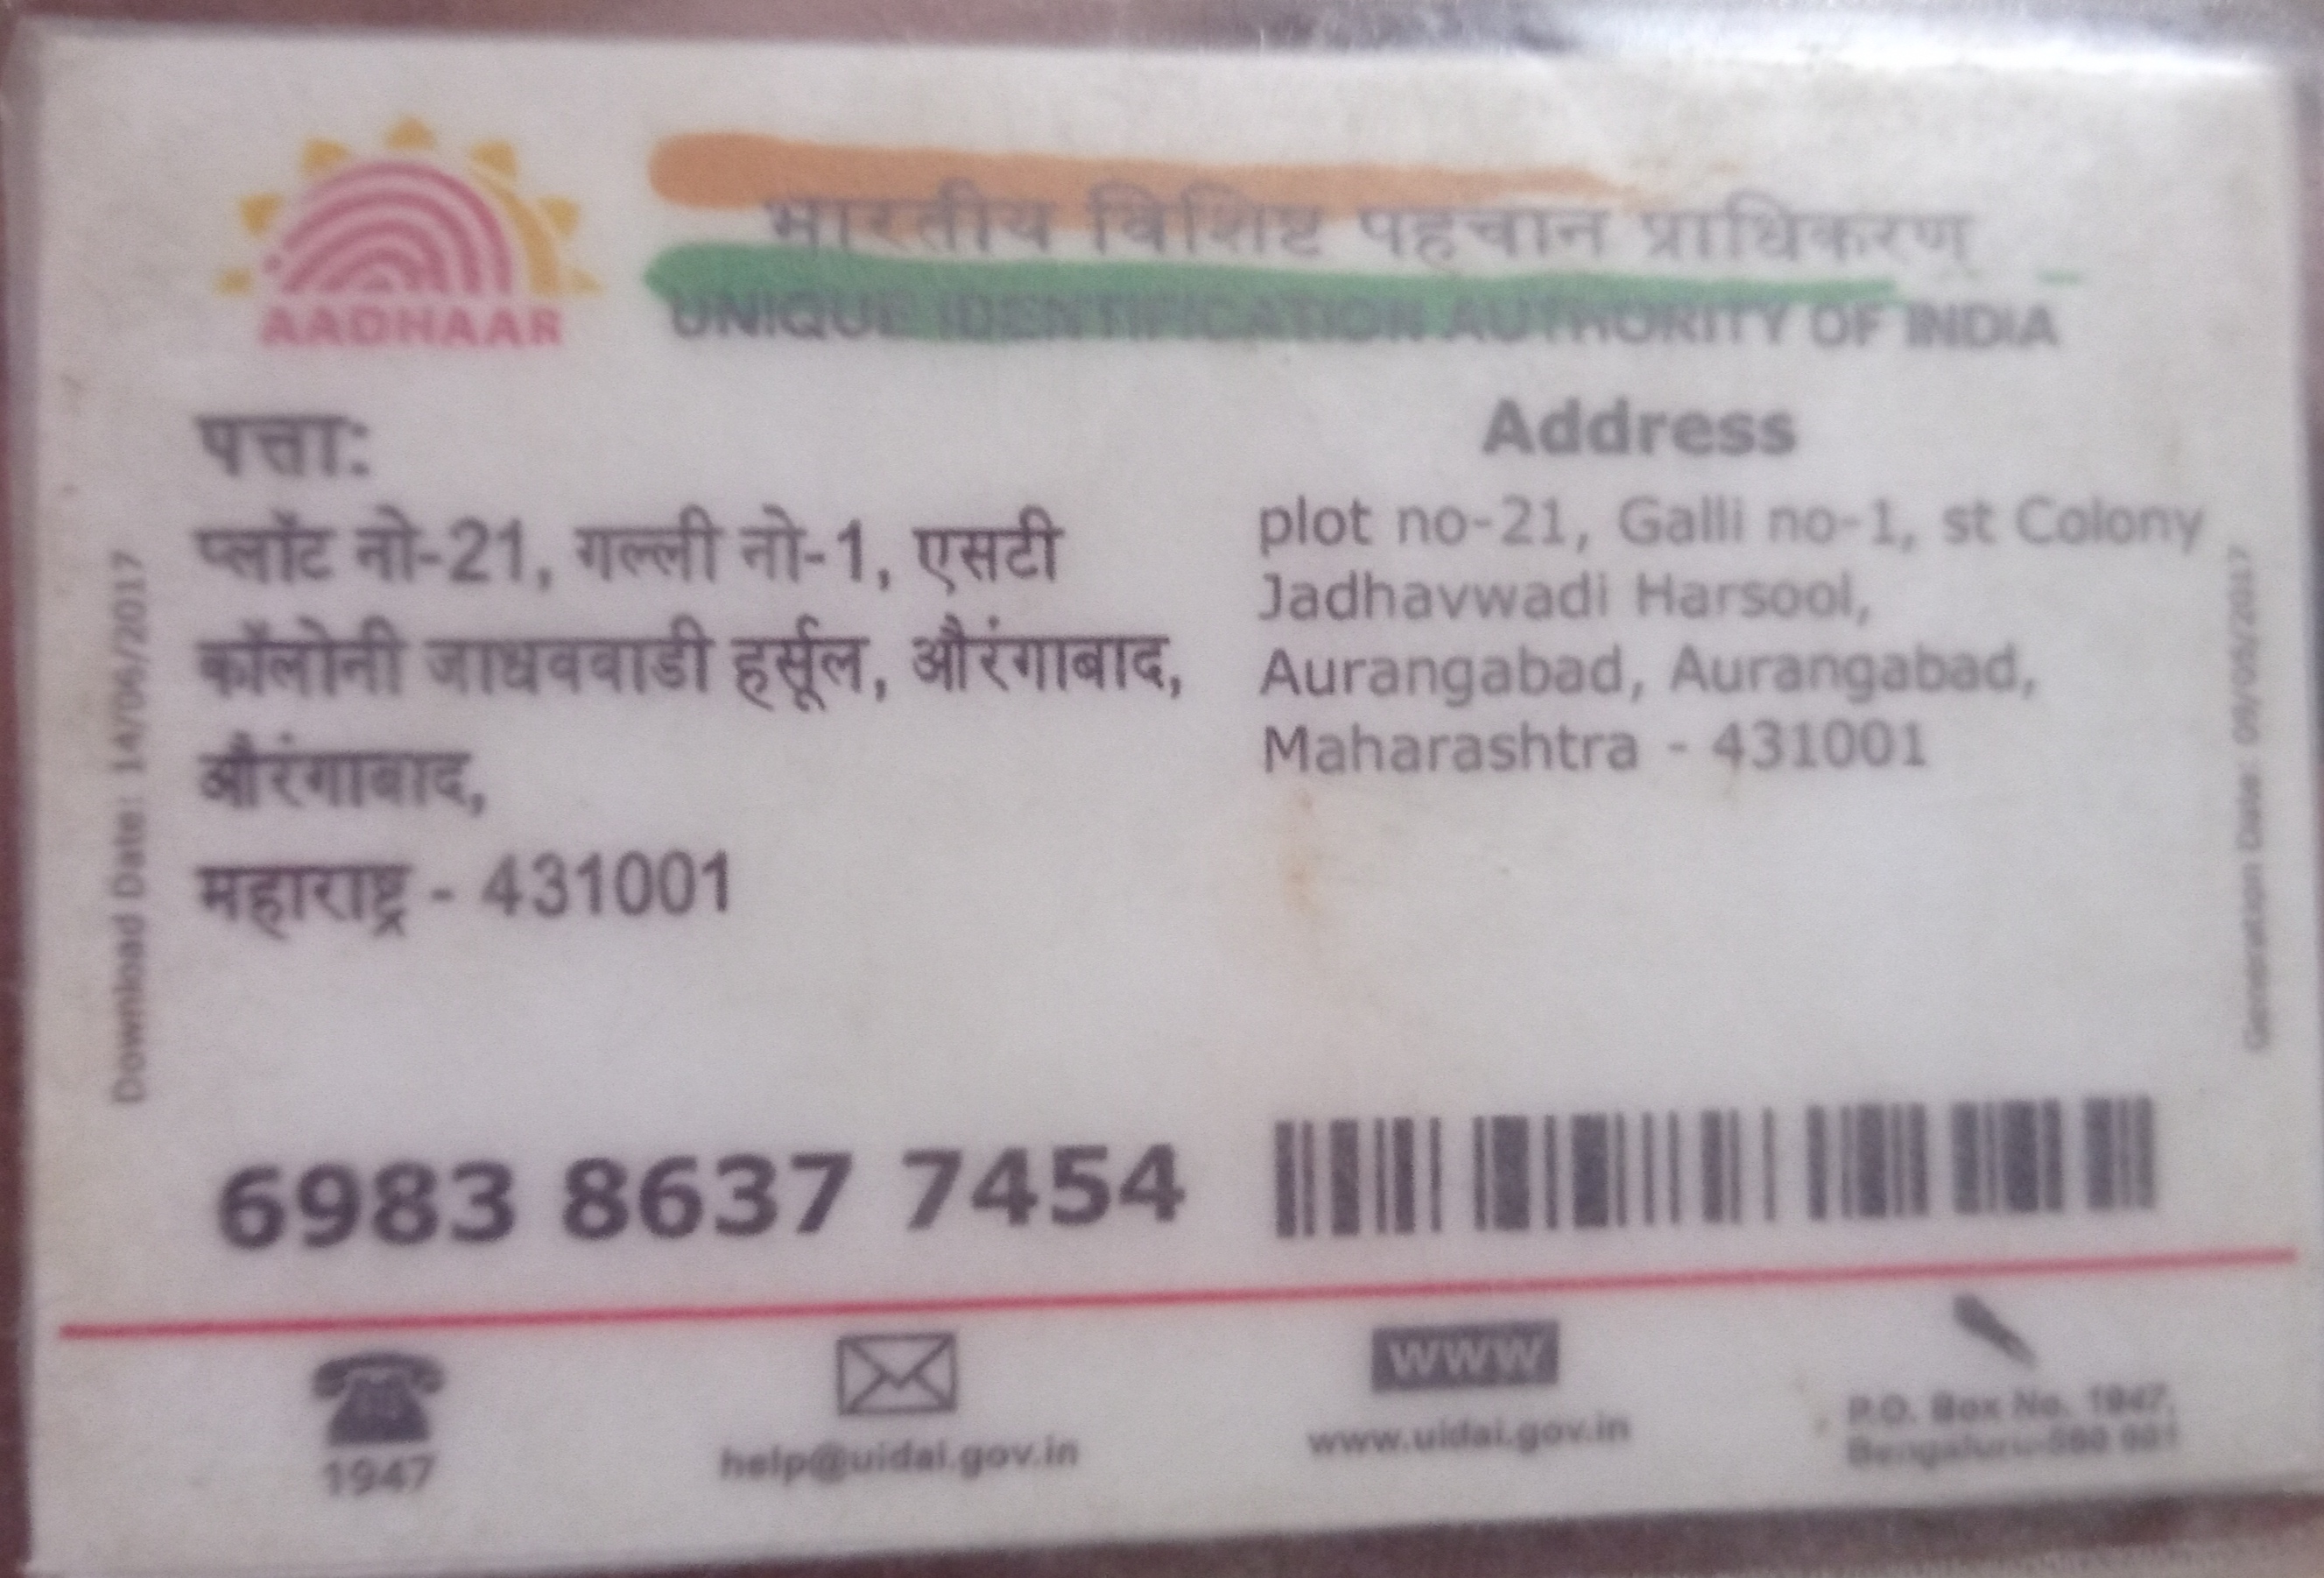 भारतीय विशिष्ट पहचान प्राधिकरण
AADHAAR
UNIQUE IDENTIFICATION AUTHORITY OF INDIA
पत्ता:
प्लॉट नो-21, गल्ली नो-1, एसटी
कॉलोनी जाधववाडी हर्सूल, औरंगाबाद,
औरंगाबाद,
महाराष्ट्र - 431001
Address
plot no-21, Galli no-1, st Colony
Jadhavwadi Harsool,
Aurangabad, Aurangabad,
Maharashtra - 431001
Download Date: 14/06/2017
Generation Date:
6983 8637 7454
1947
help@uidai.gov.in
WWW
www.uidai.gov.in
P.O. Box No. 1947,
Bengaluru-560 001